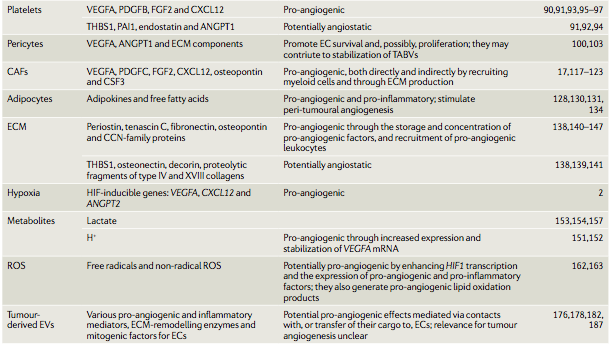 Platelets VEGFA, PDGFB, FGF2 and CXCL12 Pro-angiogenic 90,91,93,95–97
THBS1, PAI1, endostatin and ANGPT1 Potentially angiostatic 91,92,94
Pericytes VEGFA, ANGPT1 and ECM components Promote EC survival and, possibly, proliferation; they may 100,103
contriute to stabilization of TABVs
CAFs VEGFA, PDGFC, FGF2, CXCL12, osteopontin Pro-angiogenic, both directly and indirectly by recruiting 17,117–123
and CSF3 myeloid cells and through ECM production
Adipocytes Adipokines and free fatty acids Pro-angiogenic and pro-inflammatory; stimulate 128,130,131,
peri-tumoural angiogenesis 134
ECM Periostin, tenascin C, fibronectin, osteopontin Pro-angiogenic through the storage and concentration of 138,140–147
and CCN-family proteins pro-angiogenic factors, and recruitment of pro-angiogenic
leukocytes
THBS1, osteonectin, decorin, proteolytic Potentially angiostatic 138,139,141
fragments of type IV and XVIII collagens
Hypoxia HIF-inducible genes: VEGFA, CXCL12 and Pro-angiogenic 2
ANGPT2
Metabolites Lactate 153,154,157
H⁺ Pro-angiogenic through increased expression and 151,152
stabilization of VEGFA mRNA
ROS Free radicals and non-radical ROS Potentially pro-angiogenic by enhancing HIF1 transcription 162,163
and the expression of pro-angiogenic and pro-inflammatory
factors; they also generate pro-angiogenic lipid oxidation
products
Tumour- Various pro-angiogenic and inflammatory Potential pro-angiogenic effects mediated via contacts 176,178,182,
derived EVs mediators, ECM-remodelling enzymes and with, or transfer of their cargo to, ECs; relevance for tumour 187
mitogenic factors for ECs angiogenesis unclear